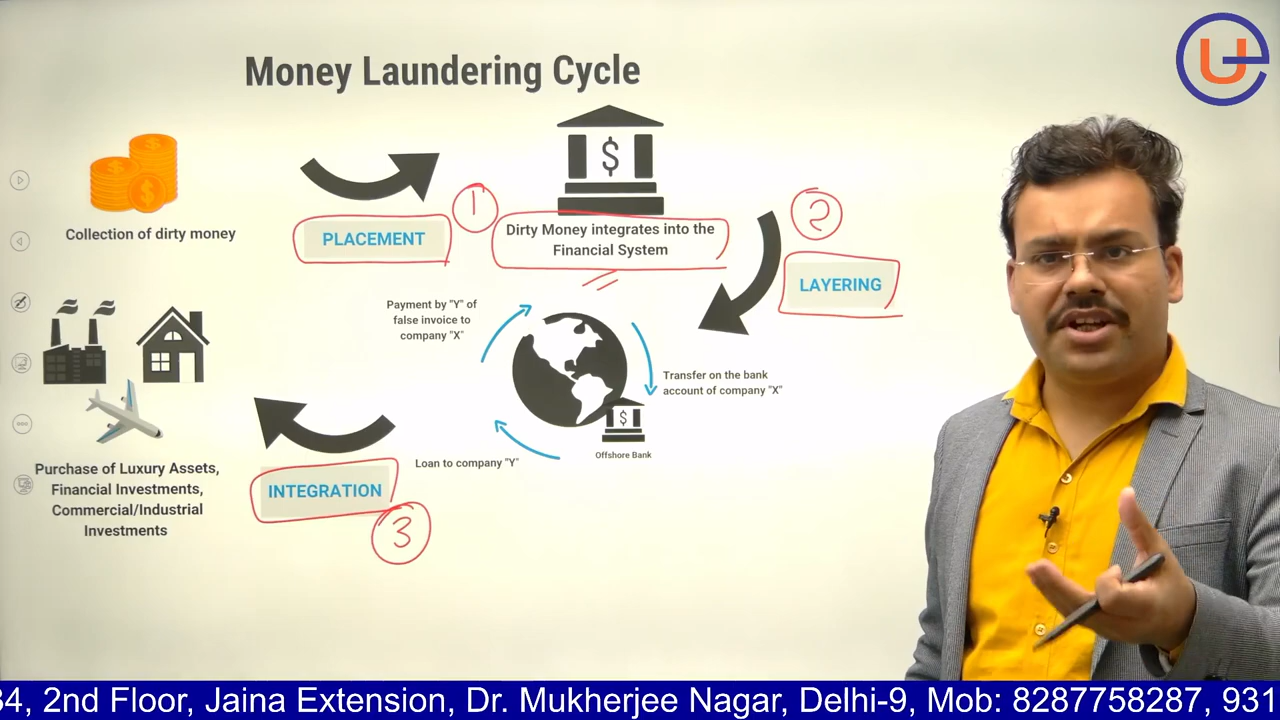 Money Laundering Cycle
Collection of dirty money
PLACEMENT
1
$
Dirty Money integrates into the
Financial System
2
LAYERING
Payment by "Y" of
false invoice to
company "X"
Transfer on the bank
account of company "X"
$
Offshore Bank
Loan to company "Y"
INTEGRATION
3
Purchase of Luxury Assets,
Financial Investments,
Commercial/Industrial
Investments
Ue
34, 2nd Floor, Jaina Extension, Dr. Mukherjee Nagar, Delhi-9, Mob: 8287758287, 931